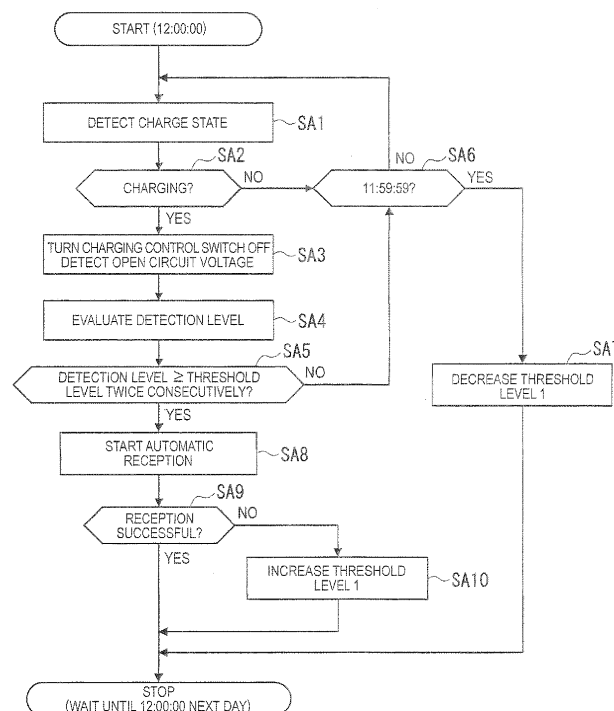 START (12:00:00)
DETECT CHARGE STATE
SA1
SA2
CHARGING?
NO
YES
NO
SA6
11:59:59?
YES
TURN CHARGING CONTROL SWITCH OFF
DETECT OPEN CIRCUIT VOLTAGE
SA3
EVALUATE DETECTION LEVEL
SA4
SA5
DETECTION LEVEL ≧ THRESHOLD
LEVEL TWICE CONSECUTIVELY?
NO
YES
SA7
DECREASE THRESHOLD
LEVEL 1
START AUTOMATIC
RECEPTION
SA8
SA9
RECEPTION
SUCCESSFUL?
NO
YES
INCREASE THRESHOLD
LEVEL 1
SA10
STOP
(WAIT UNTIL 12:00:00 NEXT DAY)